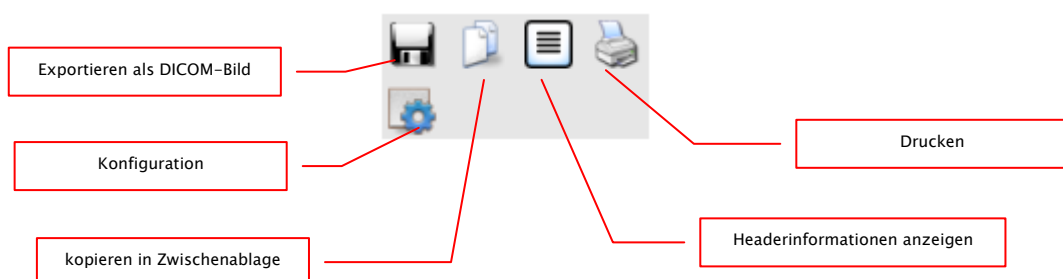 Exportieren als DICOM-Bild
Drucken
Konfiguration
Headerinformationen anzeigen
kopieren in Zwischenablage